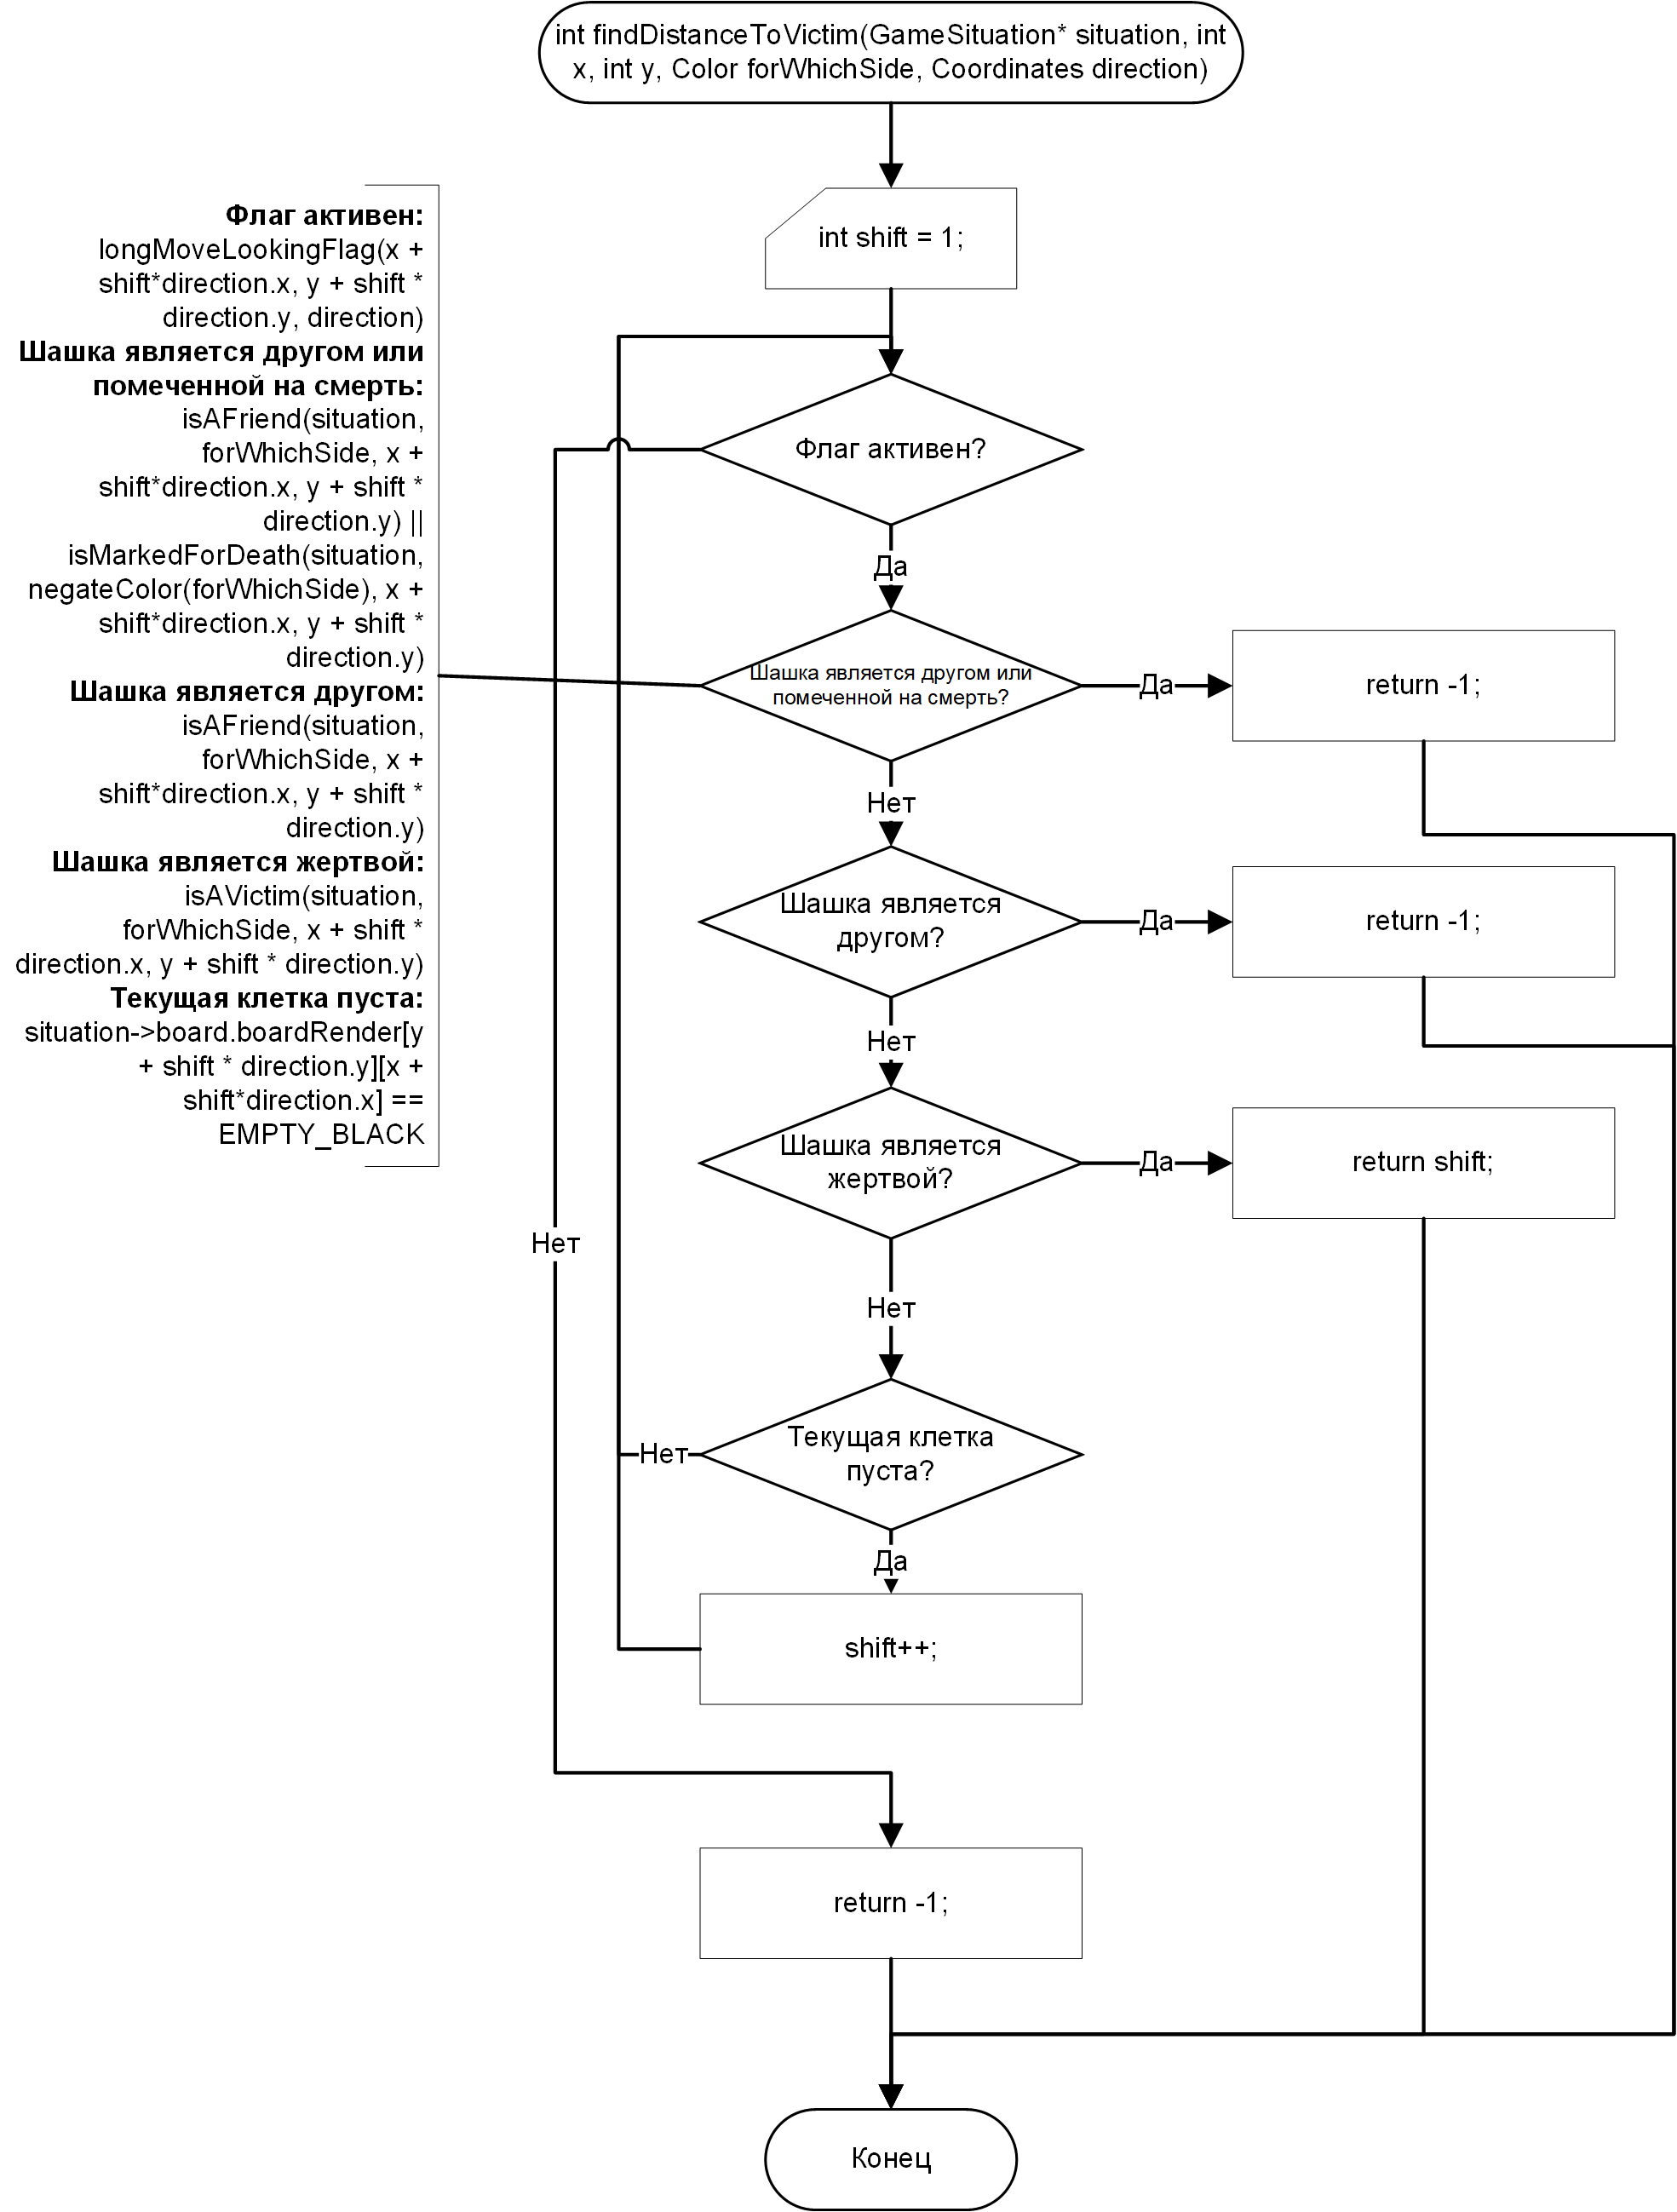 int findDistanceToVictim(GameSituation* situation, int
x, int y, Color forWhichSide, Coordinates direction)
int shift = 1;
Флаг активен:
longMoveLookingFlag(x +
shift*direction.x, y + shift *
direction.y, direction)
Шашка является другом или
помеченной на смерть:
isAFriend(situation,
forWhichSide, x +
shift*direction.x, y + shift *
direction.y) ||
isMarkedForDeath(situation,
negateColor(forWhichSide), x +
shift*direction.x, y + shift *
direction.y)
Шашка является другом:
isAFriend(situation,
forWhichSide, x +
shift*direction.x, y + shift *
direction.y)
Шашка является жертвой:
isAVictim(situation,
forWhichSide, x + shift *
direction.x, y + shift * direction.y)
Текущая клетка пуста:
situation->board.boardRender[y
+ shift * direction.y][x +
shift*direction.x] ==
EMPTY_BLACK
Флаг активен?
Да
Шашка является другом или
помеченной на смерть?
Да
return -1;
Нет
Шашка является
другом?
Да
return -1;
Нет
Шашка является
жертвой?
Да
return shift;
Нет
Нет
Текущая клетка
пуста?
Нет
Да
shift++;
return -1;
Конец